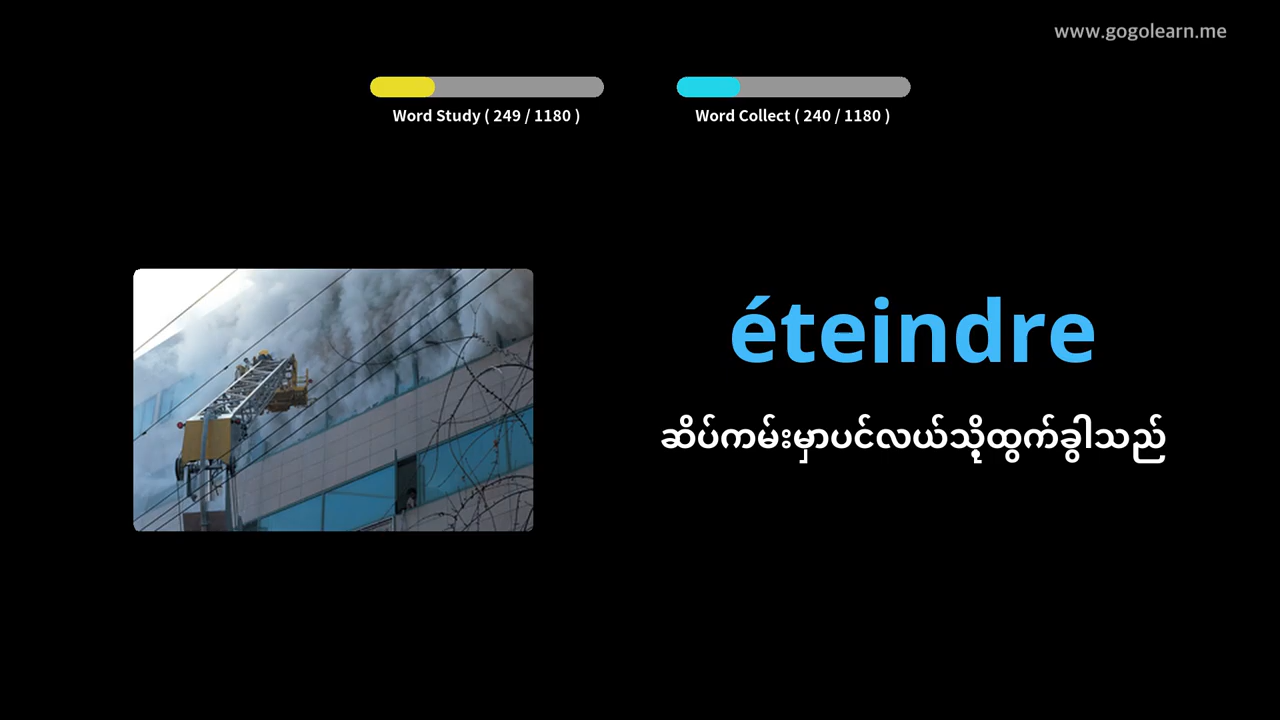 www.gogolearn.me
Word Study ( 249 / 1180 )
Word Collect ( 240 / 1180 )
éteindre
ဆိပ်ကမ်းမှာပင်လယ်သို့ထွက်ခွါသည်